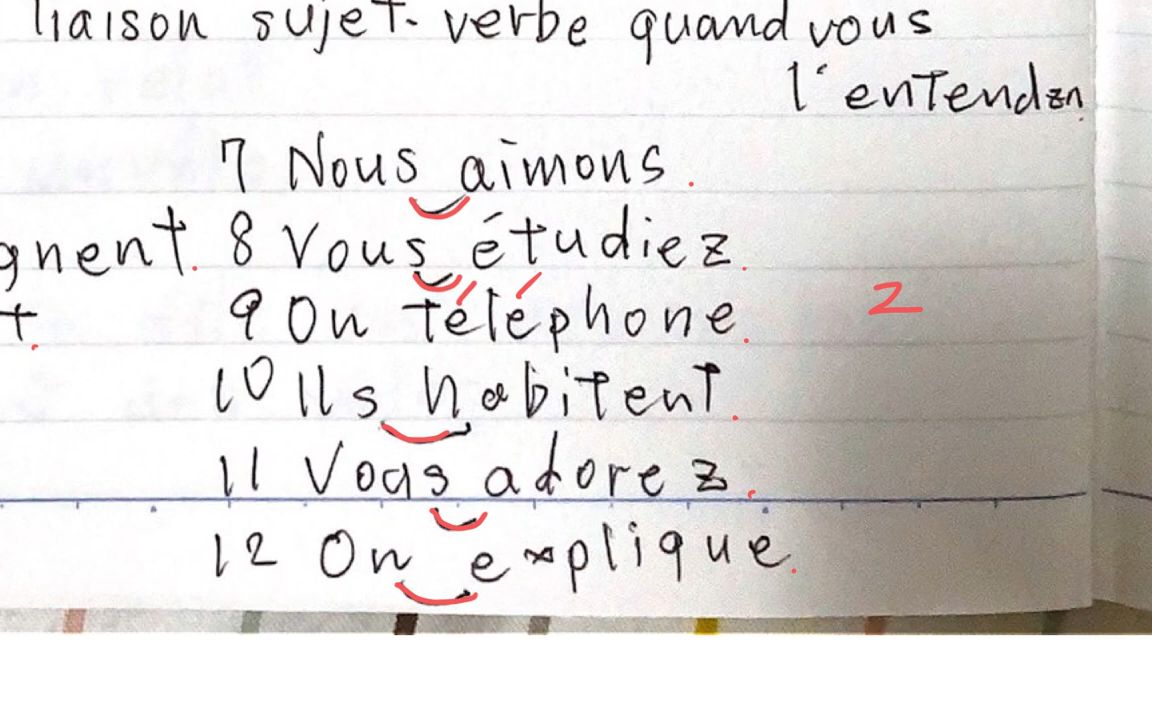 liaison sujet-verbe quand vous
l'entendzn
7 Nous aimons.
gnent. 8 Vous étudiez.
t. 9 On téléphone. 2
10 Ils habitent.
11 Vous adorez.
12 On explique.